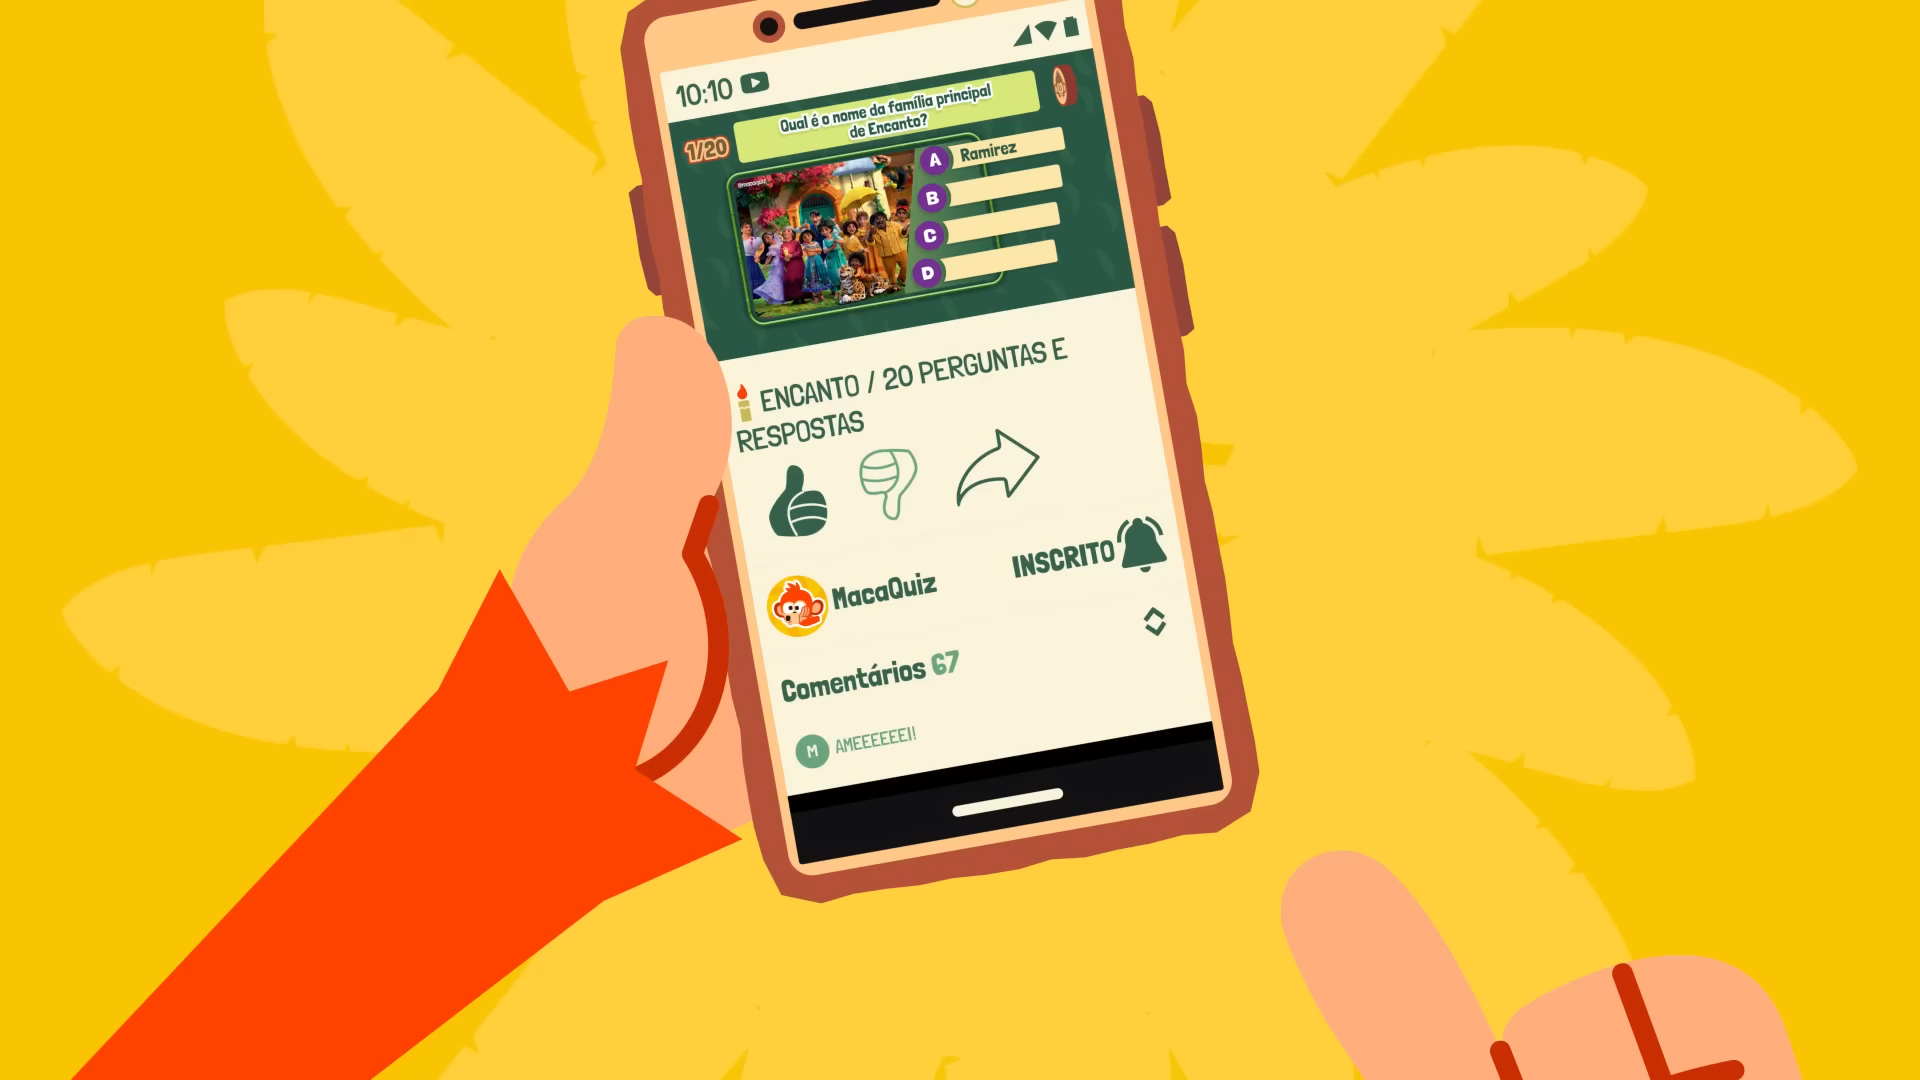 10:10
Qual é o nome da família principal
de Encanto?
1/20
@macaquiz
A Ramirez
B
C
D
ENCANTO / 20 PERGUNTAS E
RESPOSTAS
INSCRITO
MacaQuiz
Comentários 67
M AMEEEEEEI!